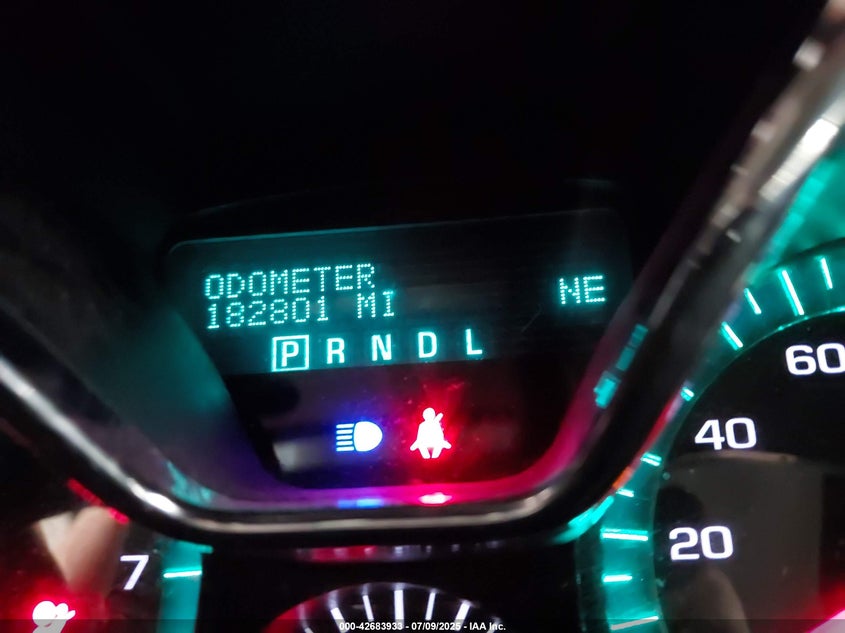 ODOMETER
182801 MI
NE
P R N D L
60
40
20
7
000-42683933 - 07/09/2025 - IAA Inc.